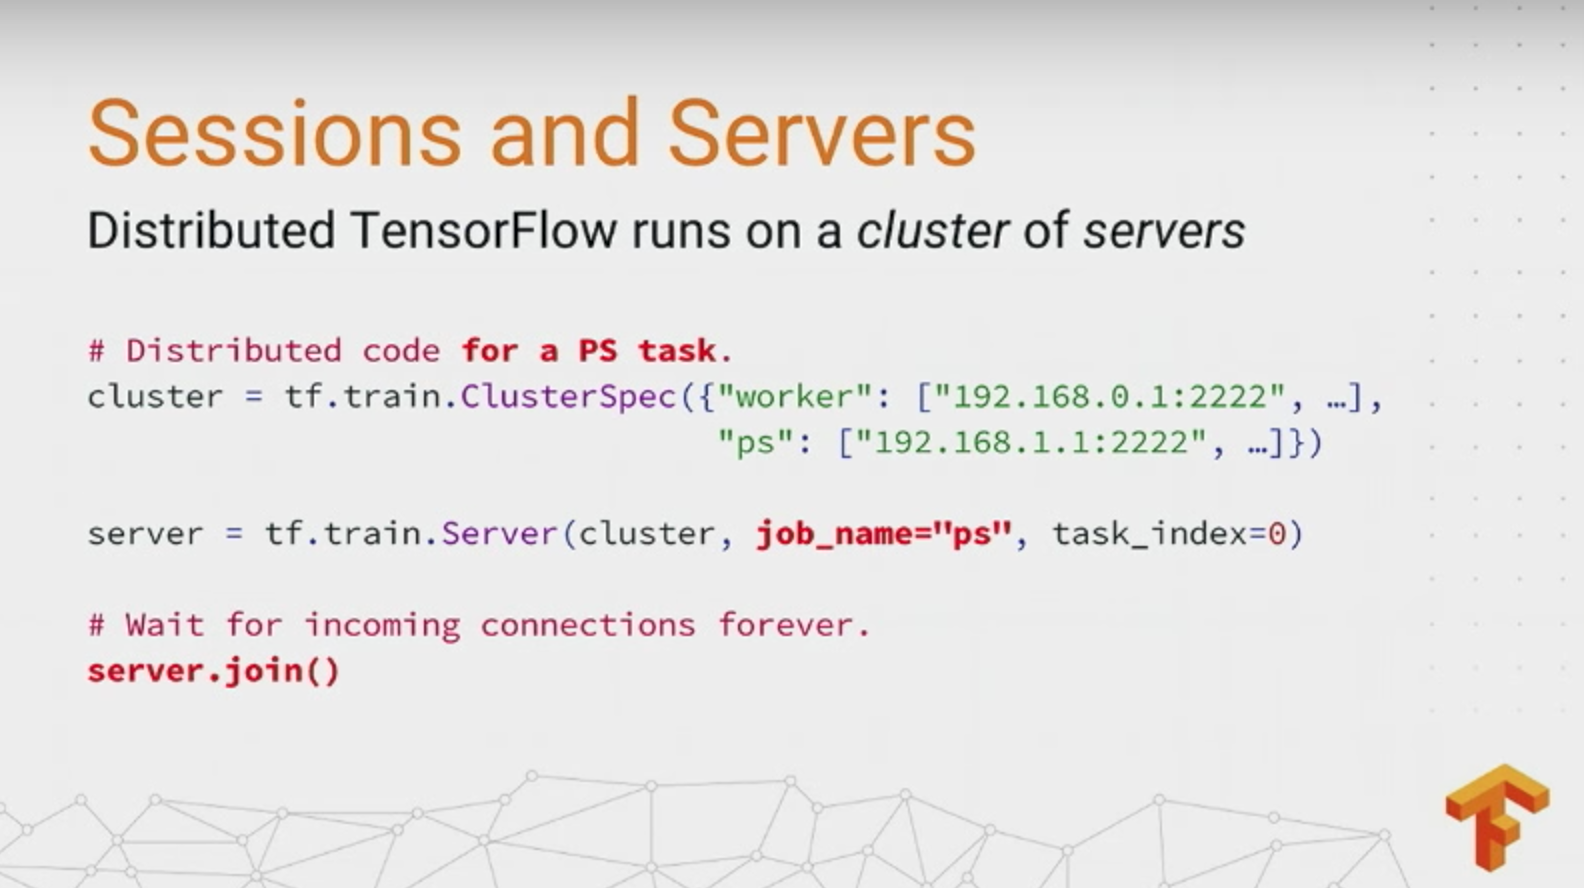 Sessions and Servers
Distributed TensorFlow runs on a cluster of servers
# Distributed code for a PS task.
cluster = tf.train.ClusterSpec({"worker": ["192.168.0.1:2222", …],
"ps": ["192.168.1.1:2222", …]})
server = tf.train.Server(cluster, job_name="ps", task_index=0)
# Wait for incoming connections forever.
server.join()